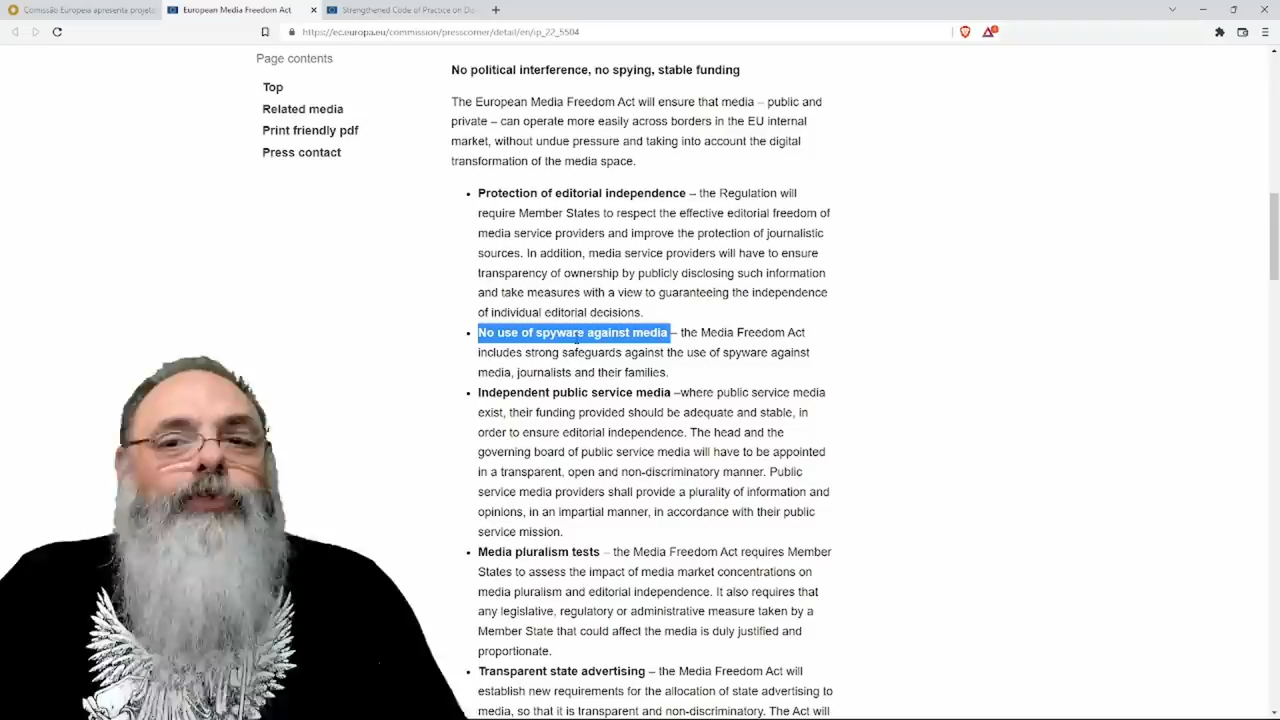 Comissão Europeia apresenta projeto
European Media Freedom Act
Strengthened Code of Practice on Dis
https://ec.europa.eu/commission/presscorner/detail/en/ip_22_5504
Page contents
Top
Related media
Print friendly pdf
Press contact
No political interference, no spying, stable funding
The European Media Freedom Act will ensure that media – public and
private – can operate more easily across borders in the EU internal
market, without undue pressure and taking into account the digital
transformation of the media space.
Protection of editorial independence – the Regulation will
require Member States to respect the effective editorial freedom of
media service providers and improve the protection of journalistic
sources. In addition, media service providers will have to ensure
transparency of ownership by publicly disclosing such information
and take measures with a view to guaranteeing the independence
of individual editorial decisions.
No use of spyware against media – the Media Freedom Act
includes strong safeguards against the use of spyware against
media, journalists and their families.
Independent public service media –where public service media
exist, their funding provided should be adequate and stable, in
order to ensure editorial independence. The head and the
governing board of public service media will have to be appointed
in a transparent, open and non-discriminatory manner. Public
service media providers shall provide a plurality of information and
opinions, in an impartial manner, in accordance with their public
service mission.
Media pluralism tests – the Media Freedom Act requires Member
States to assess the impact of media market concentrations on
media pluralism and editorial independence. It also requires that
any legislative, regulatory or administrative measure taken by a
Member State that could affect the media is duly justified and
proportionate.
Transparent state advertising – the Media Freedom Act will
establish new requirements for the allocation of state advertising to
media, so that it is transparent and non-discriminatory. The Act will